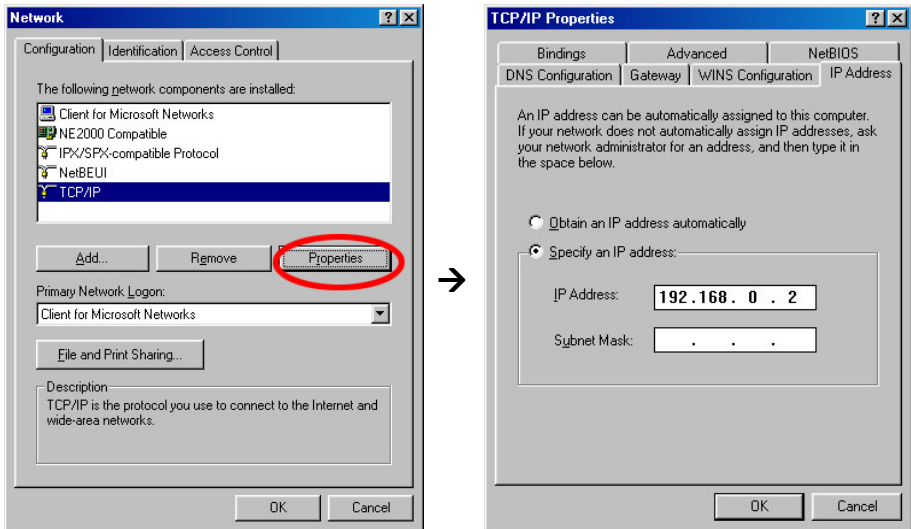 Network
Configuration Identification Access Control
The following network components are installed:
Client for Microsoft Networks
NE2000 Compatible
IPX/SPX-compatible Protocol
NetBEUI
TCP/IP
Add... Remove Properties
Primary Network Logon:
Client for Microsoft Networks
File and Print Sharing...
Description
TCP/IP is the protocol you use to connect to the Internet and
wide-area networks.
OK Cancel
TCP/IP Properties
Bindings Advanced NetBIOS
DNS Configuration Gateway WINS Configuration IP Address
An IP address can be automatically assigned to this computer.
If your network does not automatically assign IP addresses, ask
your network administrator for an address, and then type it in
the space below.
Obtain an IP address automatically
Specify an IP address:
IP Address: 192.168. 0 . 2
Subnet Mask: . . .
OK Cancel